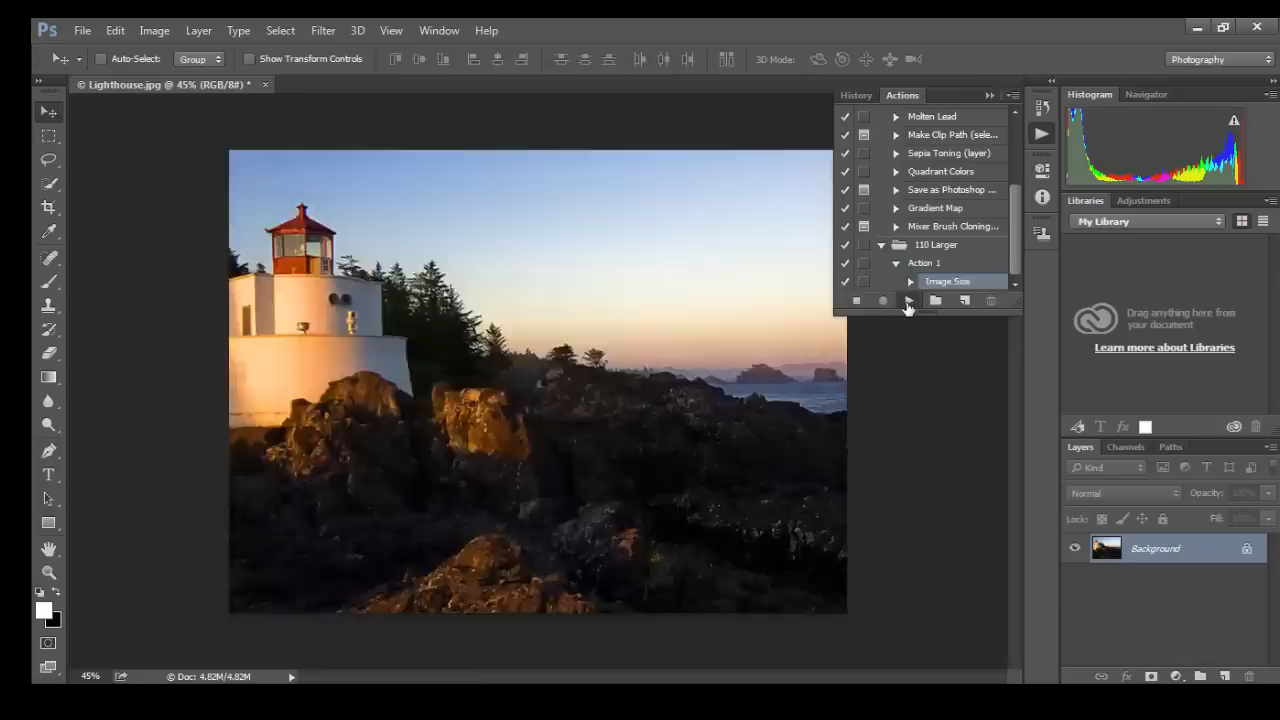 Ps File Edit Image Layer Type Select Filter 3D View Window Help
Auto-Select: Group Show Transform Controls 3D Mode: Photography
© Lighthouse.jpg @ 45% (RGB/8#) * ×
History Actions
Molten Lead
Make Clip Path (sele...
Sepia Toning (layer)
Quadrant Colors
Save as Photoshop ...
Gradient Map
Mixer Brush Cloning...
110 Larger
Action 1
Image Size
Histogram Navigator
Libraries Adjustments
My Library
Drag anything here from
your document
Learn more about Libraries
Layers Channels Paths
Kind
Normal Opacity: 100%
Lock: Fill: 100%
Background
45% © Doc: 4.82M/4.82M